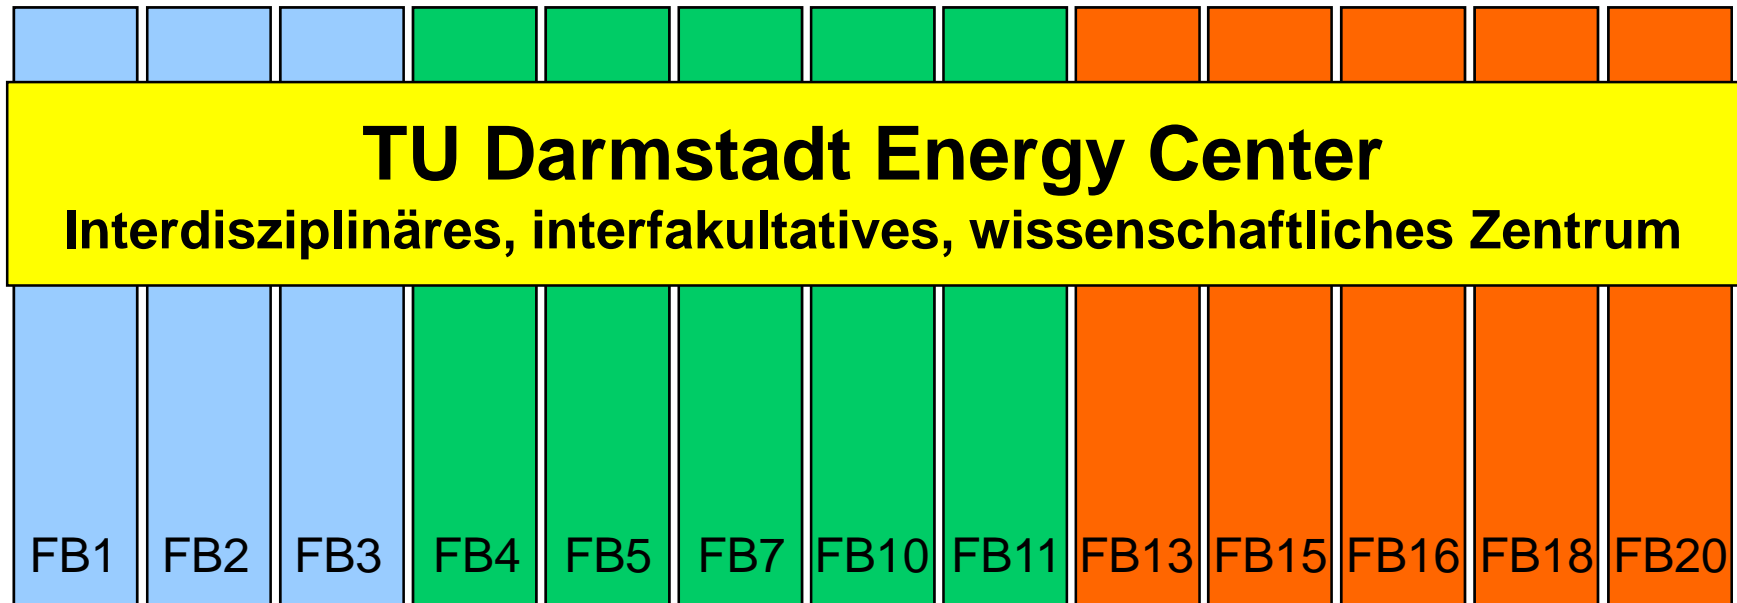 TU Darmstadt Energy Center
Interdisziplinäres, interfakultatives, wissenschaftliches Zentrum
FB1 FB2 FB3 FB4 FB5 FB7 FB10 FB11 FB13 FB15 FB16 FB18 FB20